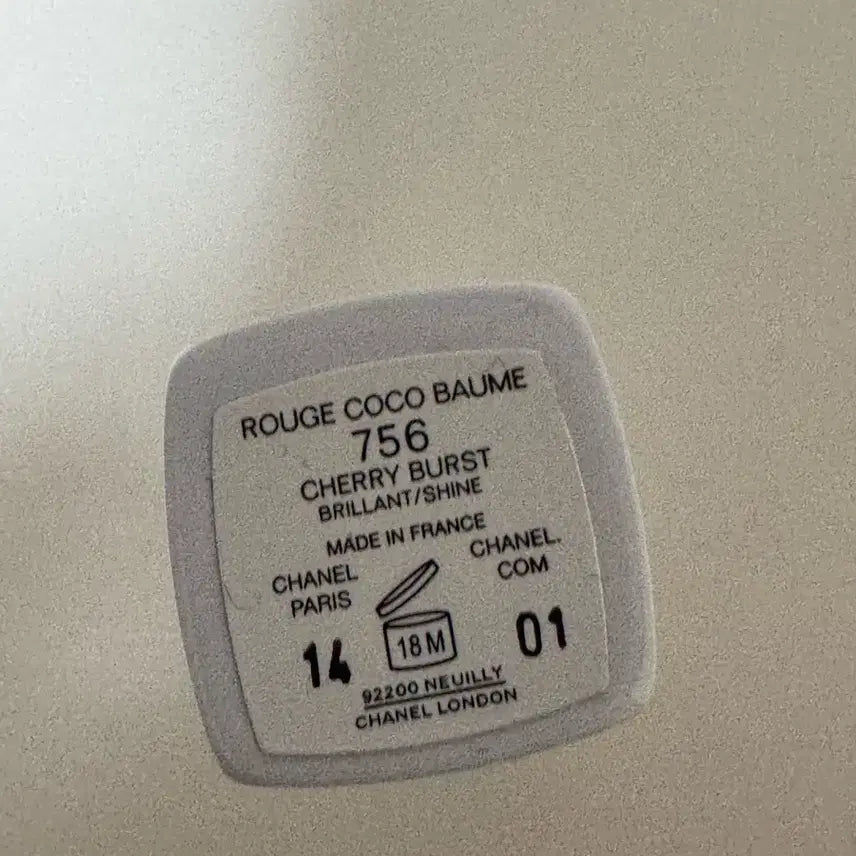 ROUGE COCO BAUME
756
CHERRY BURST
BRILLANT/SHINE
MADE IN FRANCE
CHANEL PARIS
CHANEL.COM
14
18 M
01
92200 NEUILLY
CHANEL LONDON